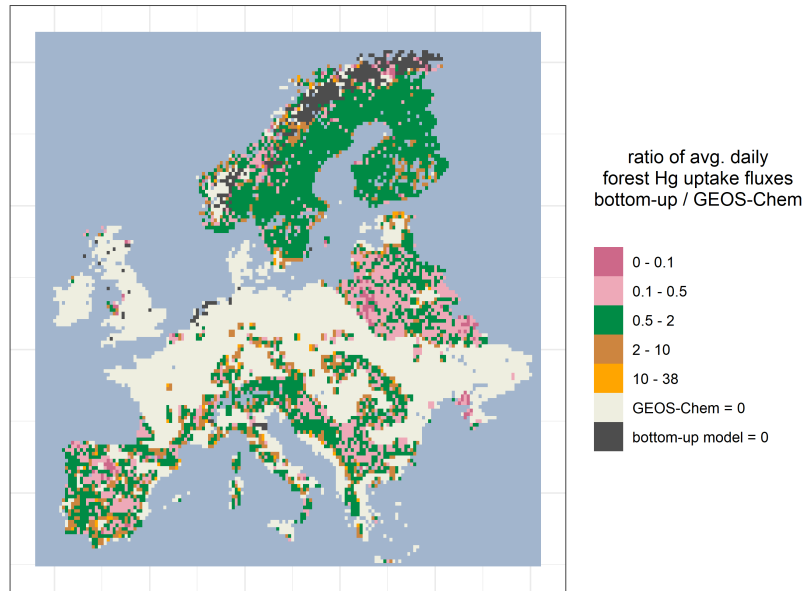 ratio of avg. daily
forest Hg uptake fluxes
bottom-up / GEOS-Chem
0 - 0.1
0.1 - 0.5
0.5 - 2
2 - 10
10 - 38
GEOS-Chem = 0
bottom-up model = 0